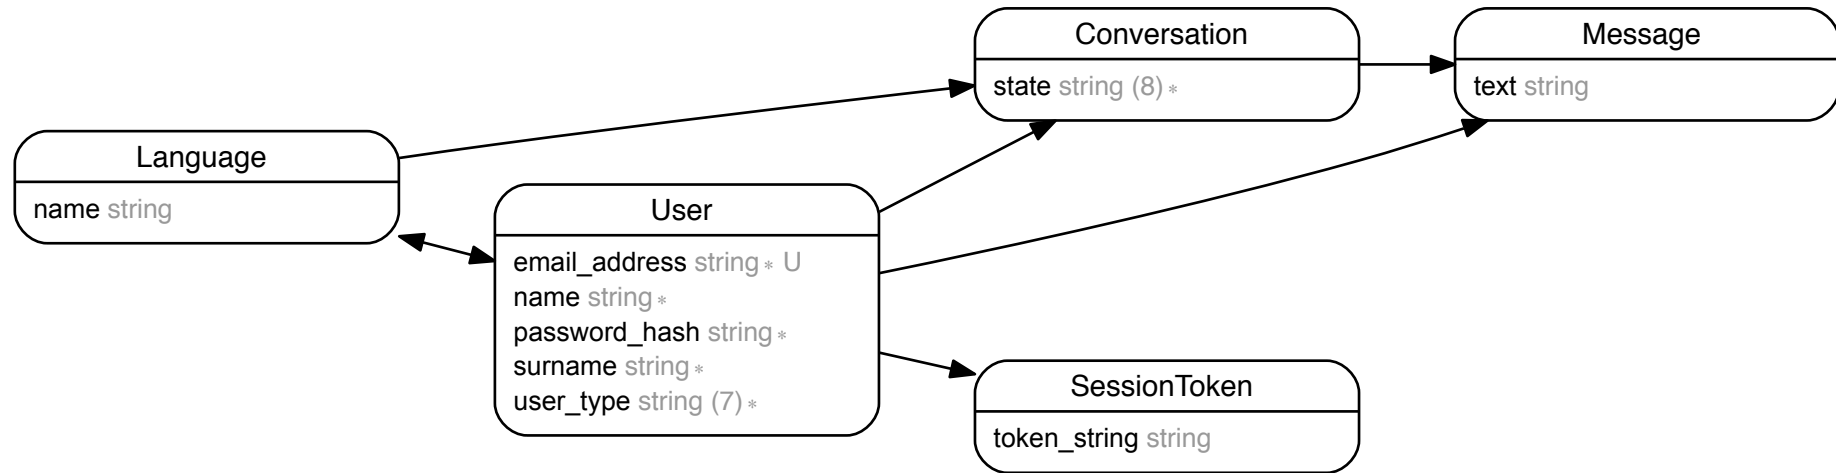 Conversation
state string (8) *
Message
text string
Language
name string
User
email_address string * U
name string *
password_hash string *
surname string *
user_type string (7) *
SessionToken
token_string string